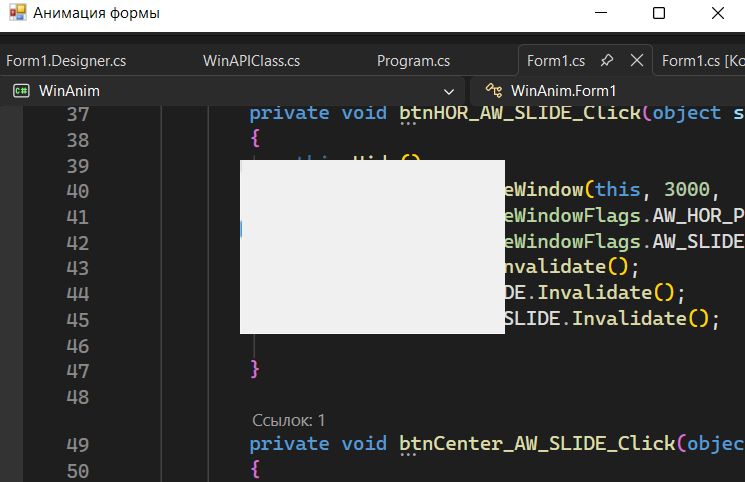 Анимация формы
Form1.Designer.cs WinAPIClass.cs Program.cs Form1.cs Form1.cs [Ко
C# WinAnim WinAnim.Form1
37 private void btnHOR_AW_SLIDE_Click(object s
38 {
39
40 eWindow(this, 3000,
41 eWindowFlags.AW_HOR_P
42 eWindowFlags.AW_SLIDE
43 nvalidate();
44 DE.Invalidate();
45 SLIDE.Invalidate();
46
47 }
48
Ссылок: 1
49 private void btnCenter_AW_SLIDE_Click(objec
50 {